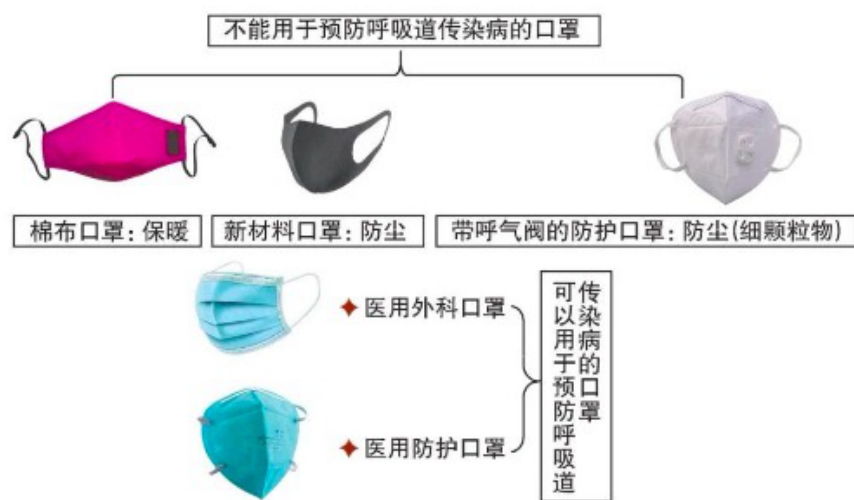 不能用于预防呼吸道传染病的口罩
棉布口罩:保暖
新材料口罩:防尘
带呼气阀的防护口罩:防尘(细颗粒物)
医用外科口罩
医用防护口罩
可以用于预防呼吸道
传染病的口罩